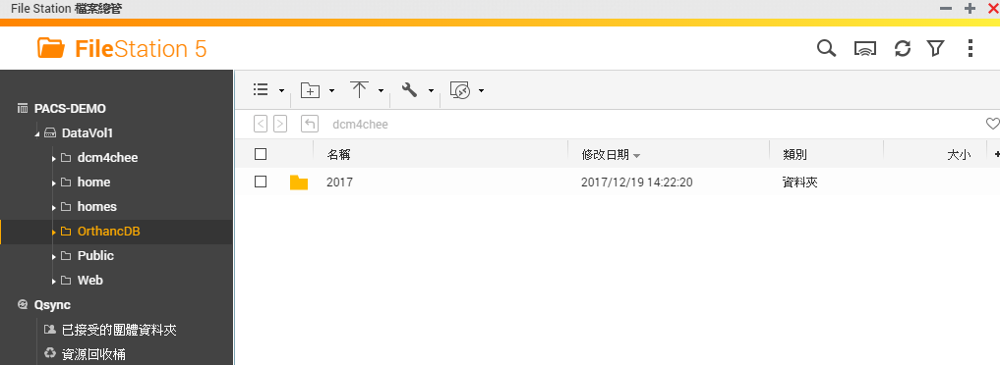 File Station 檔案總管
FileStation 5
PACS-DEMO
DataVol1
dcm4chee
home
homes
OrthancDB
Public
Web
Qsync
已接受的團體資料夾
資源回收桶
dcm4chee
名稱 修改日期 類別 大小
2017 2017/12/19 14:22:20 資料夾